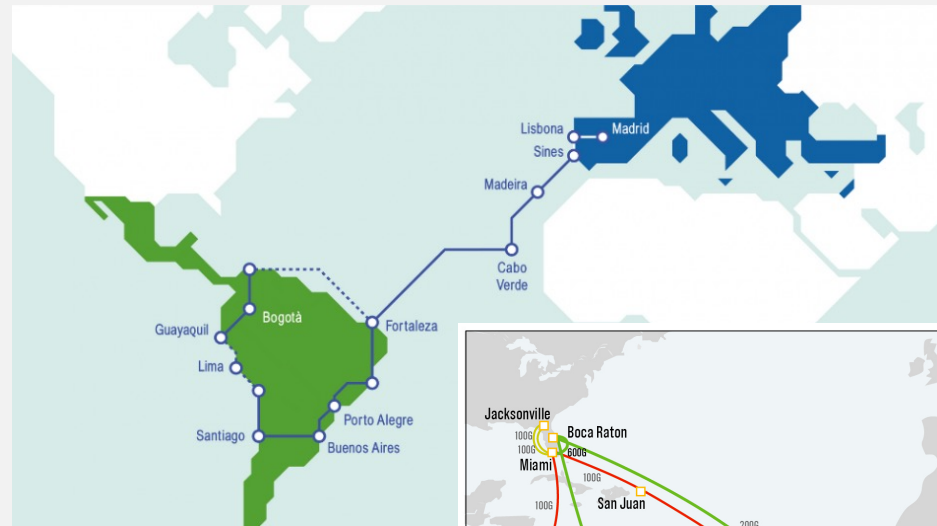 Lisbona
Madrid
Sines
Madeira
Cabo
Verde
Bogotà
Guayaquil
Fortaleza
Lima
Porto Alegre
Santiago
Buenos Aires
Jacksonville
100G
Boca Raton
100G
600G
Miami
100G
San Juan
100G
200G